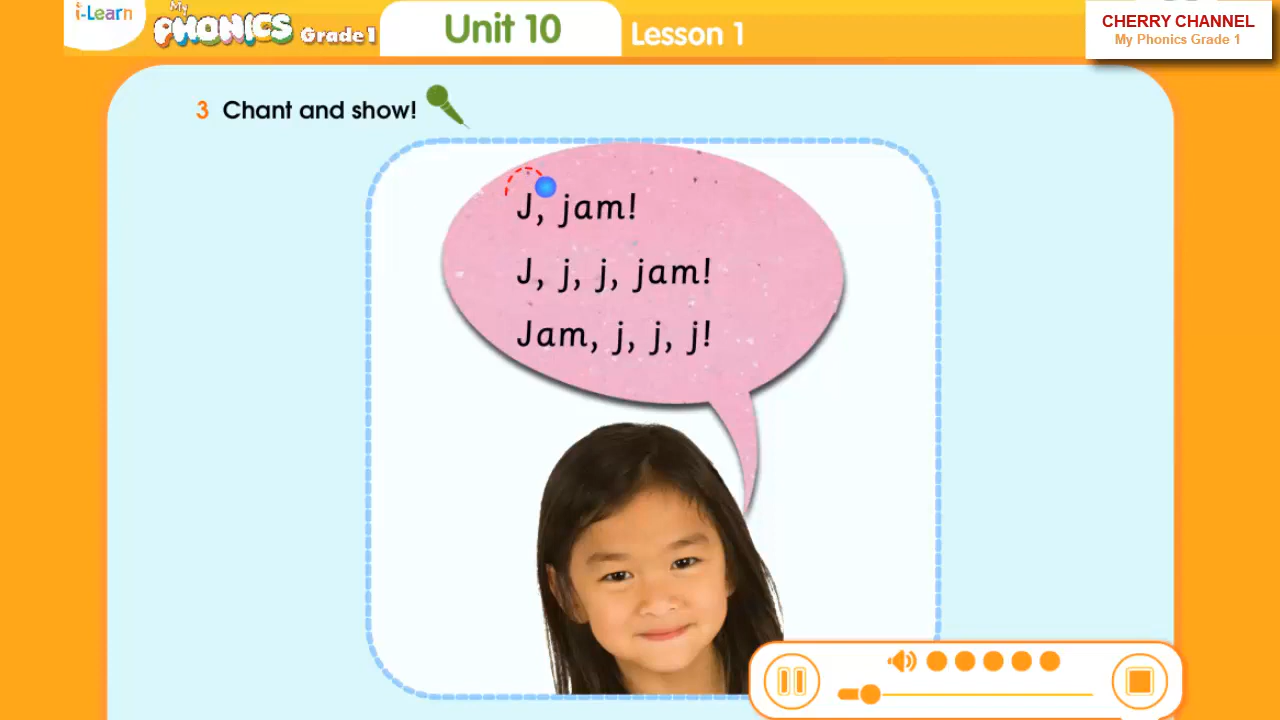 i-Learn
My
PHONICS Grade 1
Unit 10
Lesson 1
CHERRY CHANNEL
My Phonics Grade 1
3 Chant and show!
J, jam!
J, j, j, jam!
Jam, j, j, j!